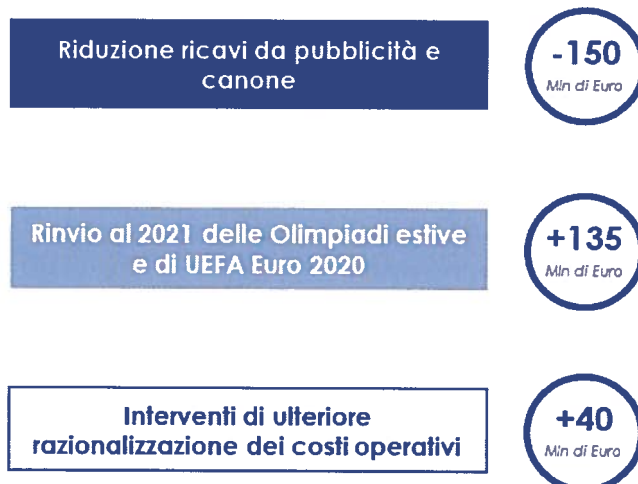 Riduzione ricavi da pubblicità e
canone
-150
Mln di Euro
Rinvio al 2021 delle Olimpiadi estive
e di UEFA Euro 2020
+135
Mln di Euro
Interventi di ulteriore
razionalizzazione dei costi operativi
+40
Mln di Euro